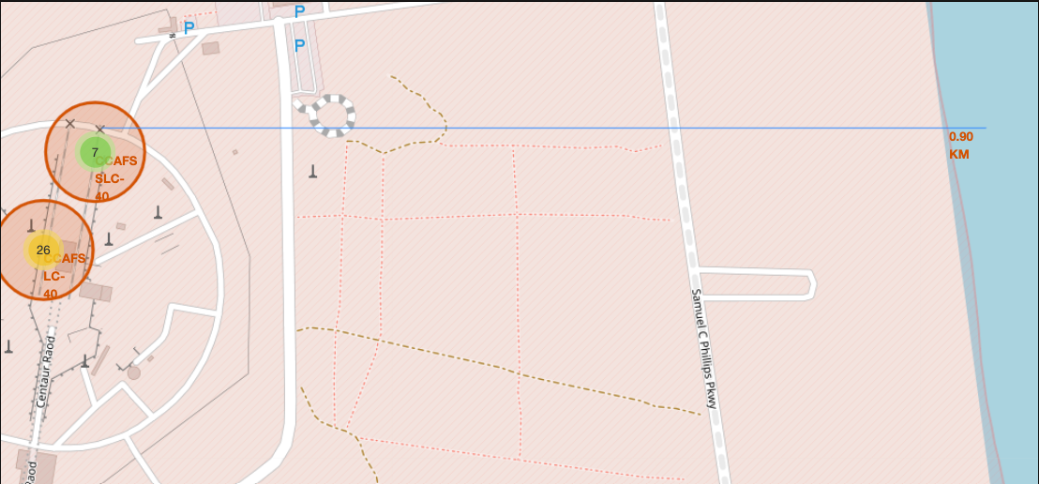 P
P
P
0.90
KM
7
CCAFS
SLC-
40
26
CCAFS
LC-
40
Samuel C Phillips Pkwy
Centaur Raod
Raod